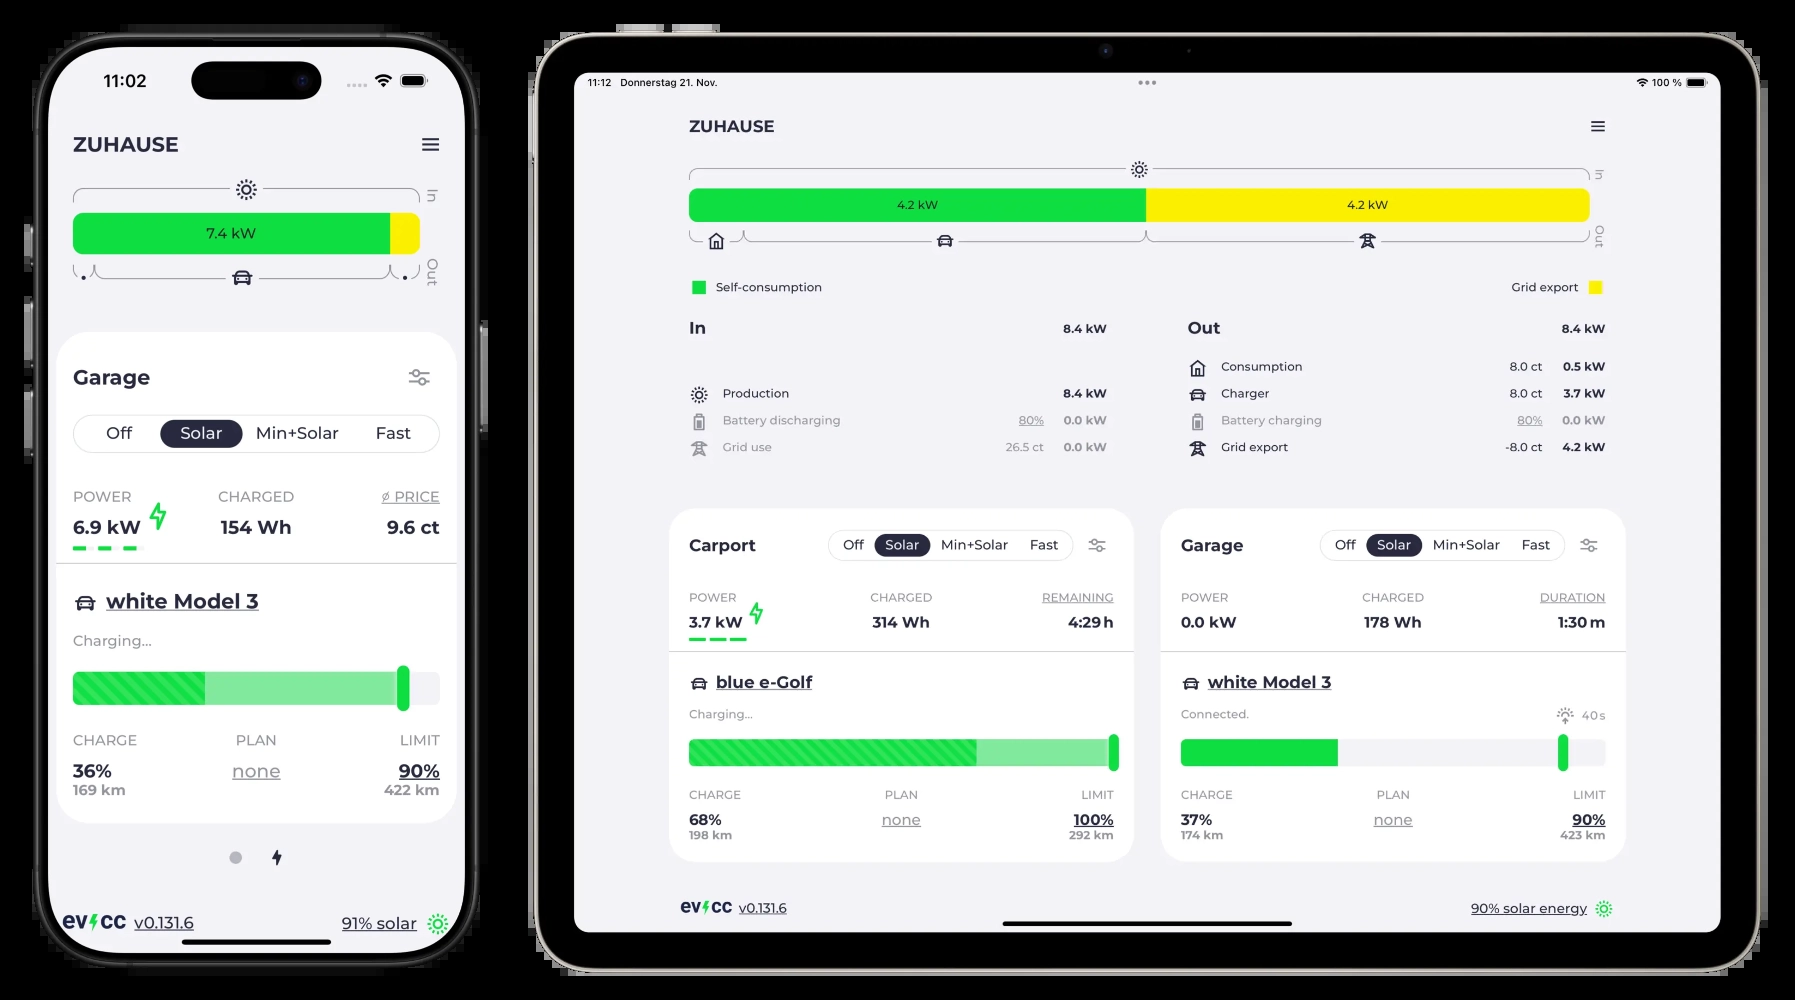 11:02
ZUHAUSE
In
7.4 kW
Out
Garage
Off Solar Min+Solar Fast
POWER CHARGED ⌀ PRICE
6.9 kW 154 Wh 9.6 ct
white Model 3
Charging...
CHARGE PLAN LIMIT
36% none 90%
169 km 422 km
evcc v0.131.6 91% solar
11:12 Donnerstag 21. Nov. 100 %
ZUHAUSE
In
4.2 kW 4.2 kW
Out
Self-consumption Grid export
In 8.4 kW
Production 8.4 kW
Battery discharging 80% 0.0 kW
Grid use 26.5 ct 0.0 kW
Out 8.4 kW
Consumption 8.0 ct 0.5 kW
Charger 8.0 ct 3.7 kW
Battery charging 80% 0.0 kW
Grid export -8.0 ct 4.2 kW
Carport Off Solar Min+Solar Fast
POWER CHARGED REMAINING
3.7 kW 314 Wh 4:29 h
blue e-Golf
Charging...
CHARGE PLAN LIMIT
68% none 100%
198 km 292 km
Garage Off Solar Min+Solar Fast
POWER CHARGED DURATION
0.0 kW 178 Wh 1:30 m
white Model 3
Connected. 40 s
CHARGE PLAN LIMIT
37% none 90%
174 km 423 km
evcc v0.131.6 90% solar energy